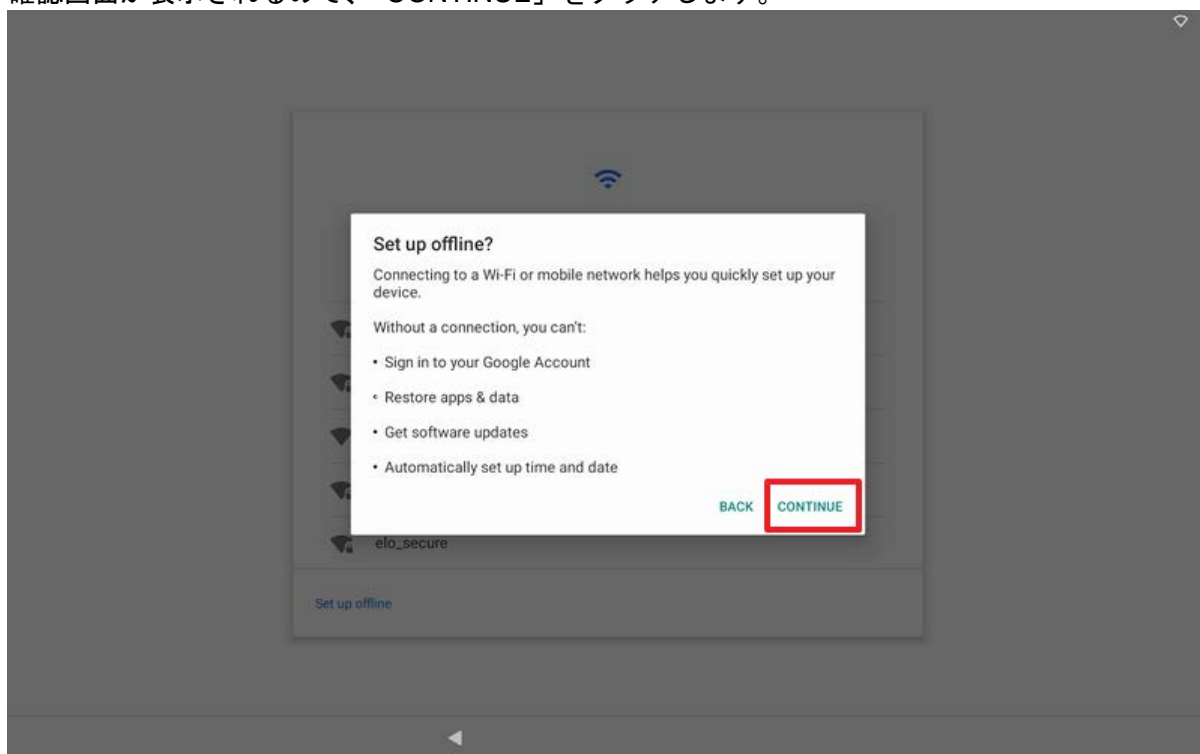 確認画面が表示されるので、「CONTINUE」をタップします。
Set up offline?
Connecting to a Wi-Fi or mobile network helps you quickly set up your
device.
Without a connection, you can't:
• Sign in to your Google Account
• Restore apps & data
• Get software updates
• Automatically set up time and date
BACK CONTINUE
elo_secure
Set up offline